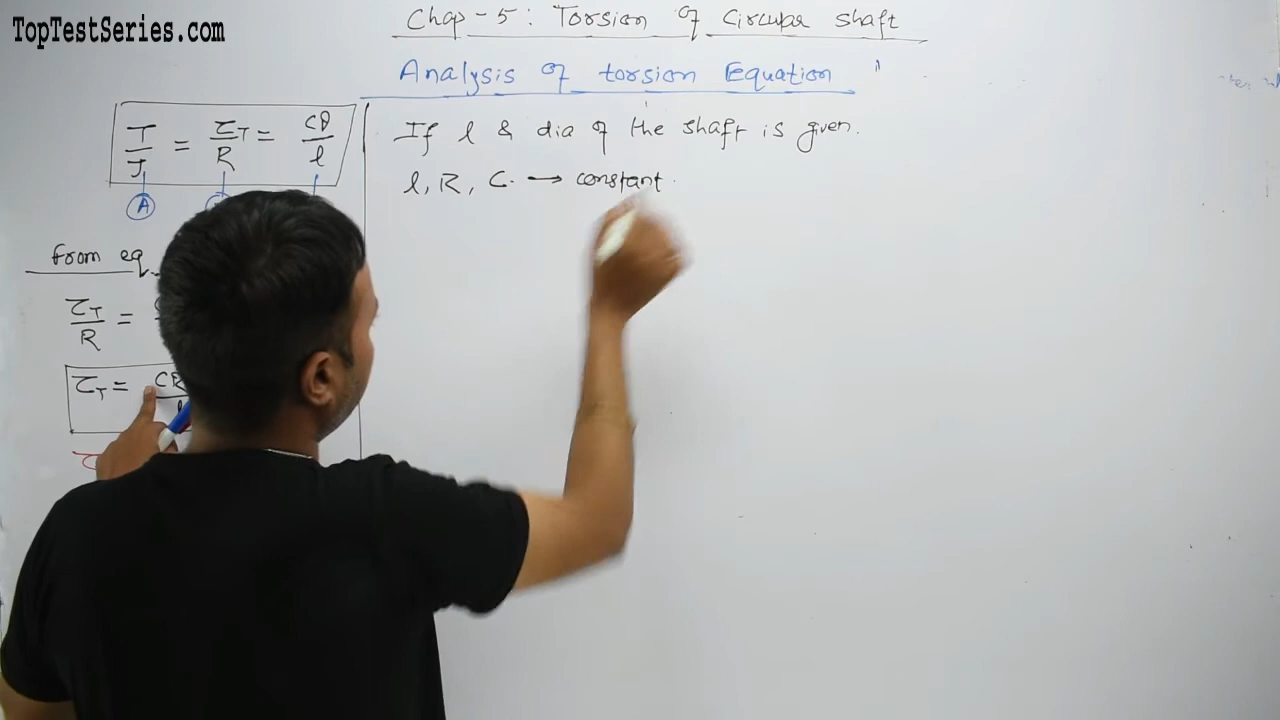 TopTestSeries.com
Chap-5: Torsion of Circular shaft
Analysis of torsion Equation
T/J = τT/R = Cθ/l
A
If l & dia of the shaft is given.
l, R, C. → constant.
from eq
τT/R =
τT = CR